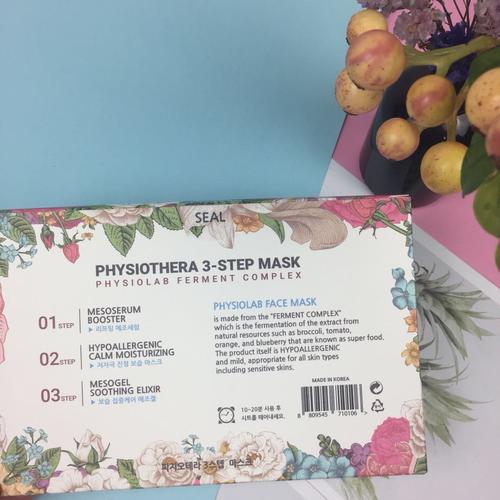 SEAL
PHYSIOTHERA 3-STEP MASK
PHYSIOLAB FERMENT COMPLEX
01 STEP
MESOSERUM
BOOSTER
▶ 리프팅 메조세럼
02 STEP
HYPOALLERGENIC
CALM MOISTURIZING
▶ 저자극 진정 보습 마스크
03 STEP
MESOGEL
SOOTHING ELIXIR
▶ 보습 집중케어 메조겔
PHYSIOLAB FACE MASK
is made from the "FERMENT COMPLEX"
which is the fermentation of the extract from
natural resources such as broccoli, tomato,
orange, and blueberry that are known as super food.
The product itself is HYPOALLERGENIC
and mild, appropriate for all skin types
including sensitive skins.
10~20분 사용 후
시트를 떼어내세요.
MADE IN KOREA
8 809545 710106
피지오테라 3스텝 마스크